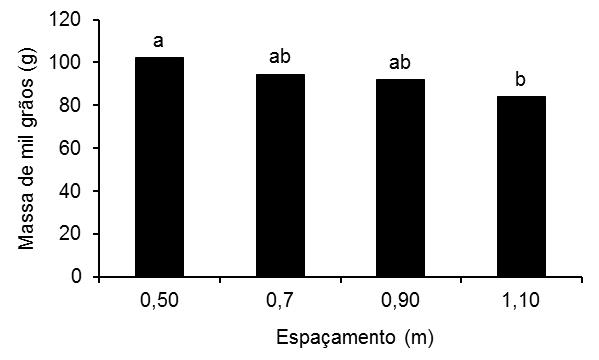 120
100
80
60
40
20
0
Massa de mil grãos (g)
a
ab
ab
b
0,50 0,7 0,90 1,10
Espaçamento (m)